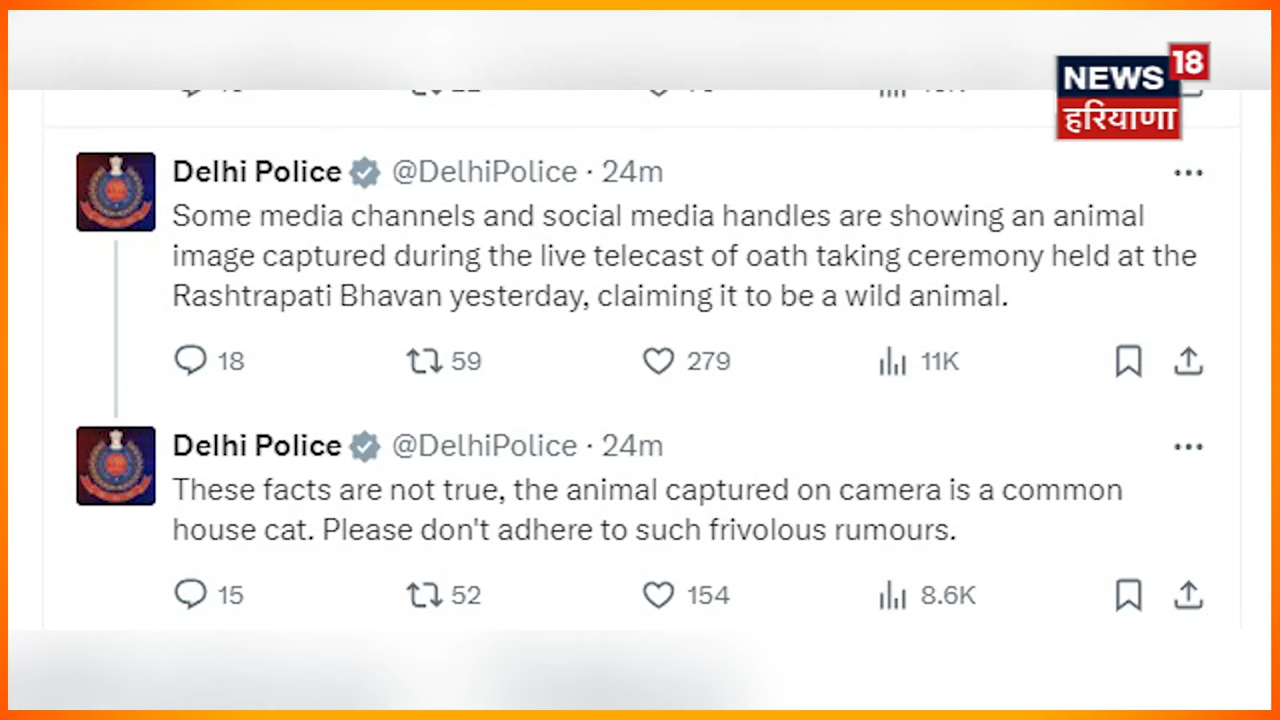 NEWS 18
हरियाणा
Delhi Police @DelhiPolice · 24m
Some media channels and social media handles are showing an animal
image captured during the live telecast of oath taking ceremony held at the
Rashtrapati Bhavan yesterday, claiming it to be a wild animal.
18 59 279 11K
Delhi Police @DelhiPolice · 24m
These facts are not true, the animal captured on camera is a common
house cat. Please don't adhere to such frivolous rumours.
15 52 154 8.6K